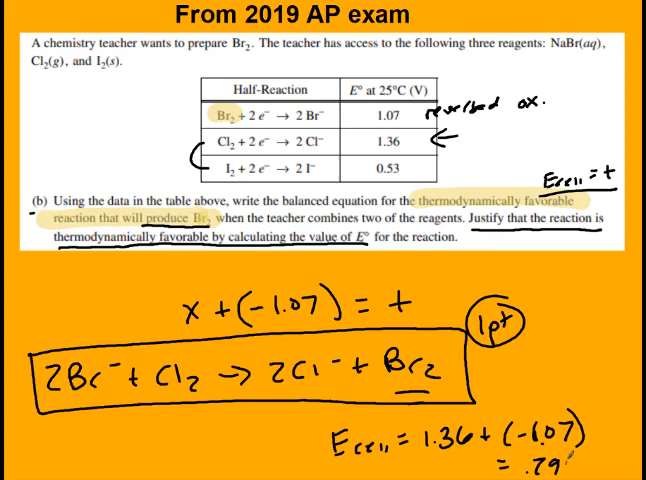 From 2019 AP exam
A chemistry teacher wants to prepare Br₂. The teacher has access to the following three reagents: NaBr(aq),
Cl₂(g), and I₂(s).
Half-Reaction E° at 25°C (V)
Br₂ + 2 e⁻ → 2 Br⁻ 1.07 reversed ox.
Cl₂ + 2 e⁻ → 2 Cl⁻ 1.36 ←
I₂ + 2 e⁻ → 2 I⁻ 0.53
Ecell = +
(b) Using the data in the table above, write the balanced equation for the thermodynamically favorable
reaction that will produce Br₂ when the teacher combines two of the reagents. Justify that the reaction is
thermodynamically favorable by calculating the value of E° for the reaction.
x + (-1.07) = +
1pt
2Br⁻ + Cl₂ → 2Cl⁻ + Br₂
Ecell = 1.36 + (-1.07)
= .29